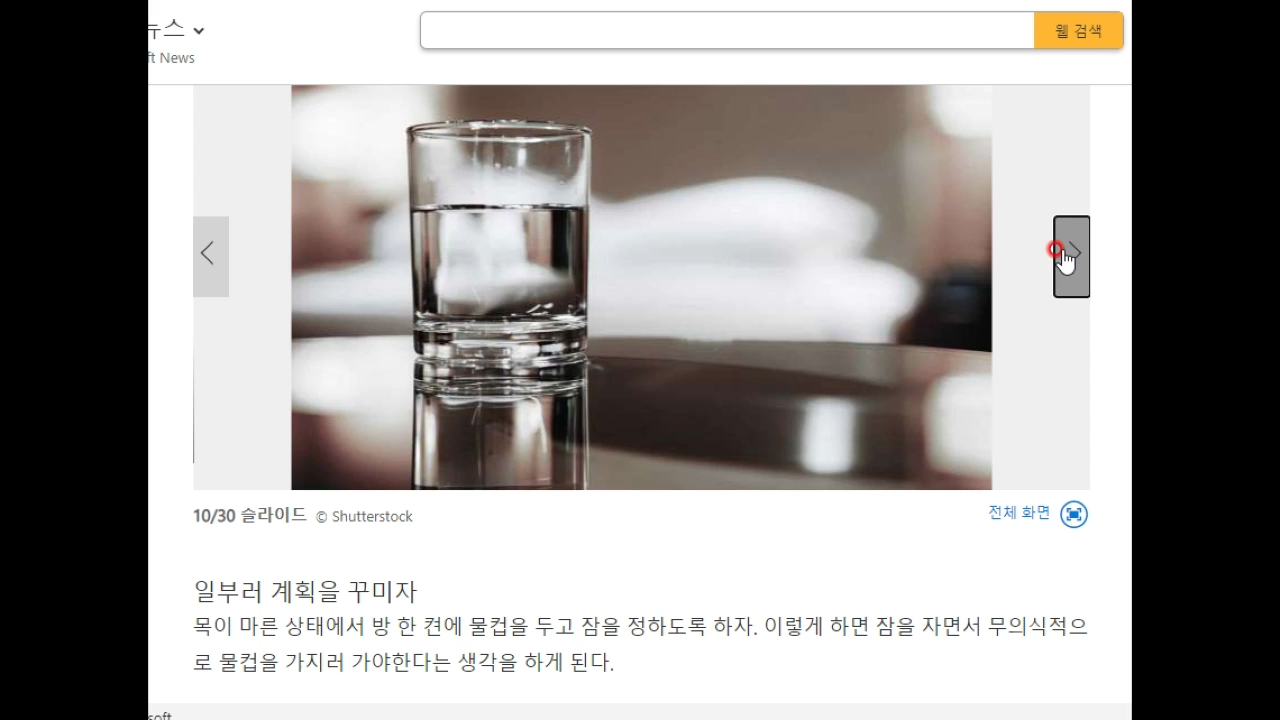 뉴스
웹 검색
ft News
10/30 슬라이드 © Shutterstock
전체 화면
일부러 계획을 꾸미자
목이 마른 상태에서 방 한 켠에 물컵을 두고 잠을 정하도록 하자. 이렇게 하면 잠을 자면서 무의식적으
로 물컵을 가지러 가야한다는 생각을 하게 된다.
soft